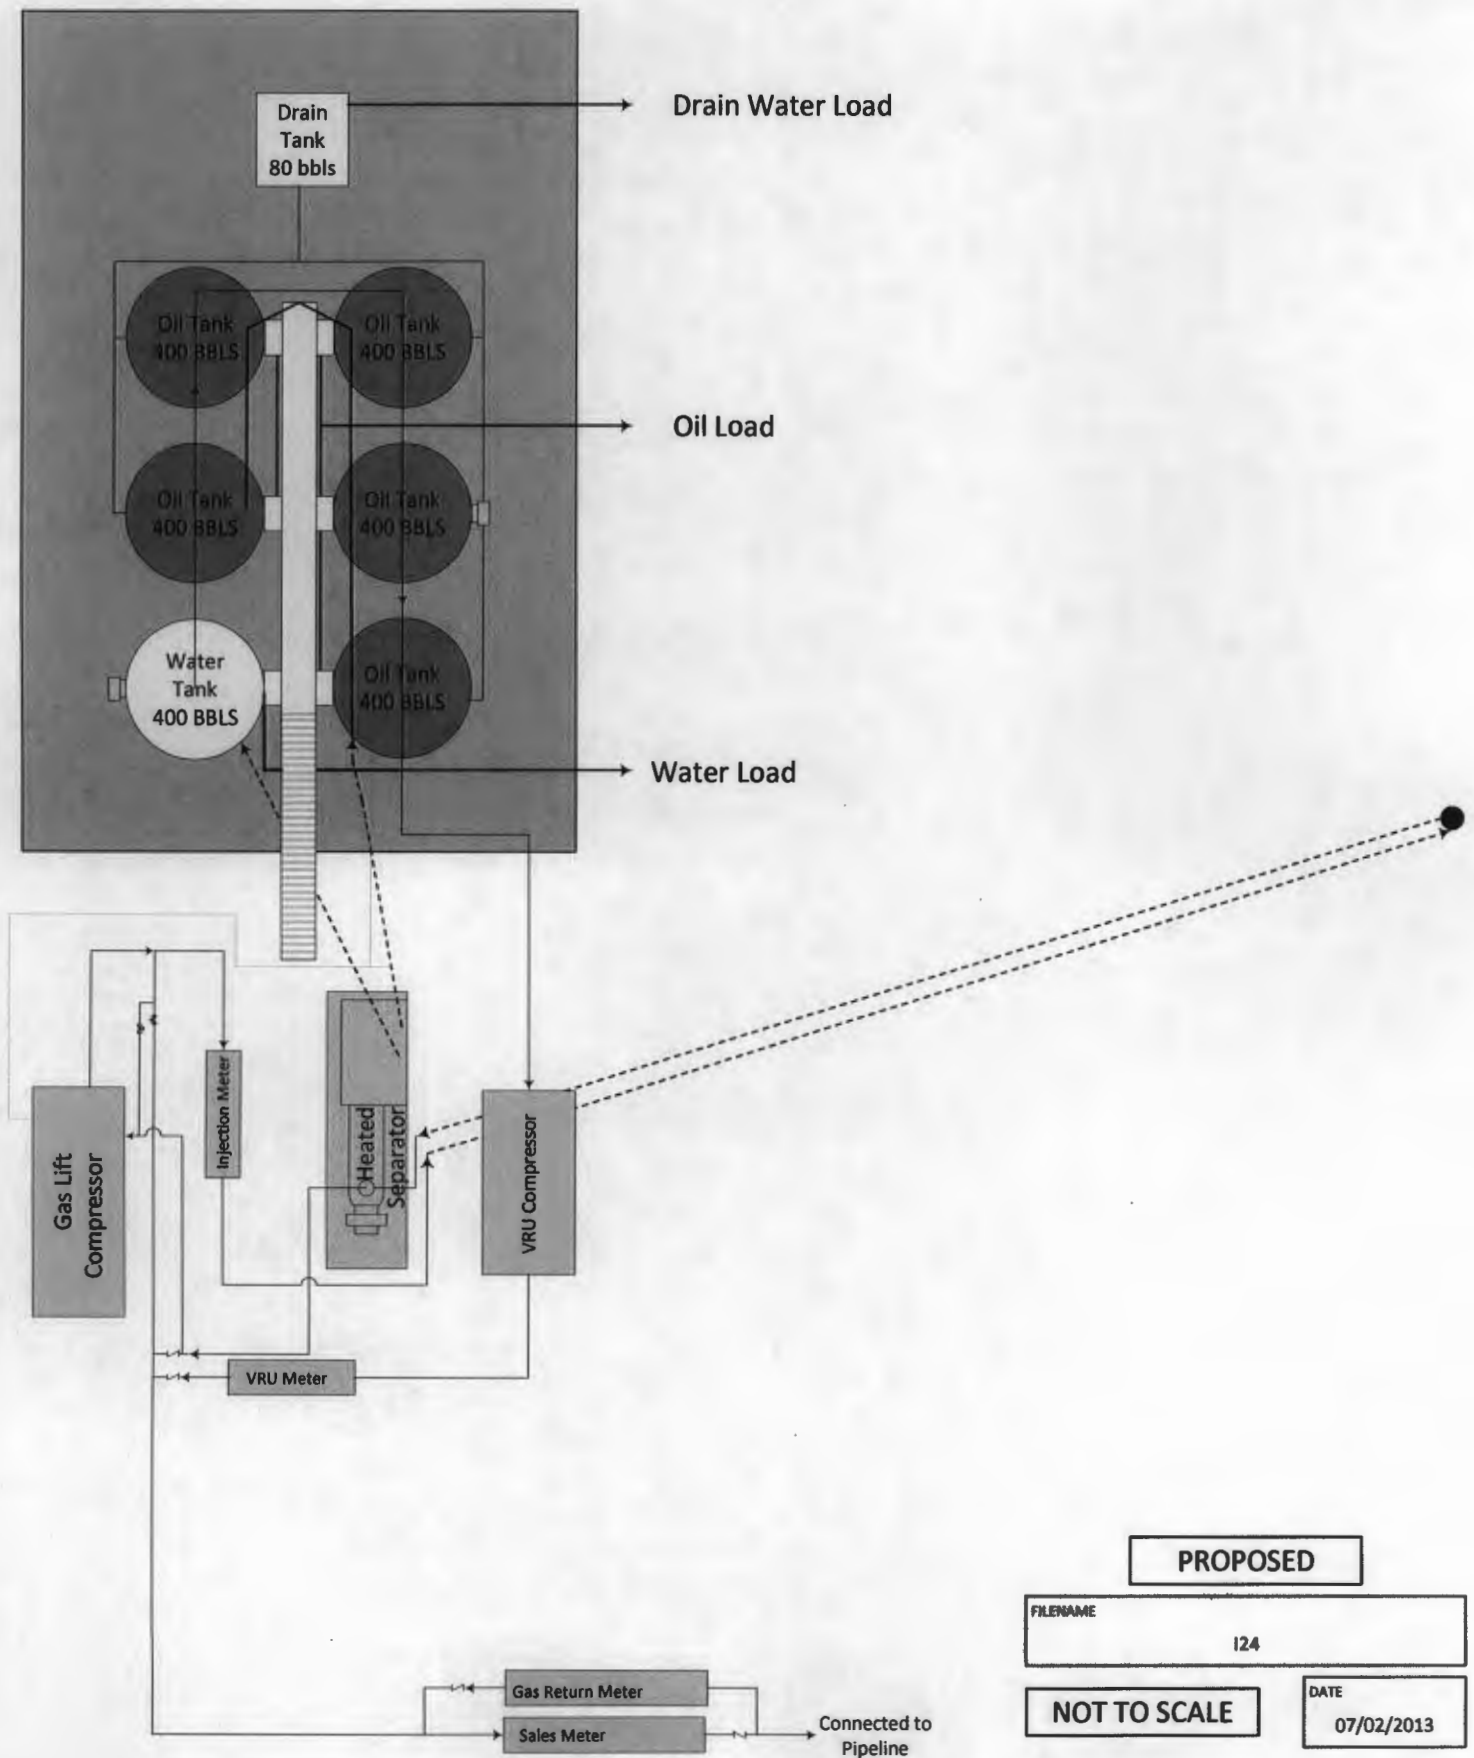 Drain
Tank
80 bbls
Drain Water Load
Oil Tank
400 BBLS
Oil Tank
400 BBLS
Oil Load
Oil Tank
400 BBLS
Oil Tank
400 BBLS
Water
Tank
400 BBLS
Oil Tank
400 BBLS
Water Load
Gas Lift
Compressor
Injection Meter
Heated
Separator
VRU Compressor
VRU Meter
Gas Return Meter
Sales Meter
Connected to
Pipeline
PROPOSED
FILENAME
I24
NOT TO SCALE
DATE
07/02/2013